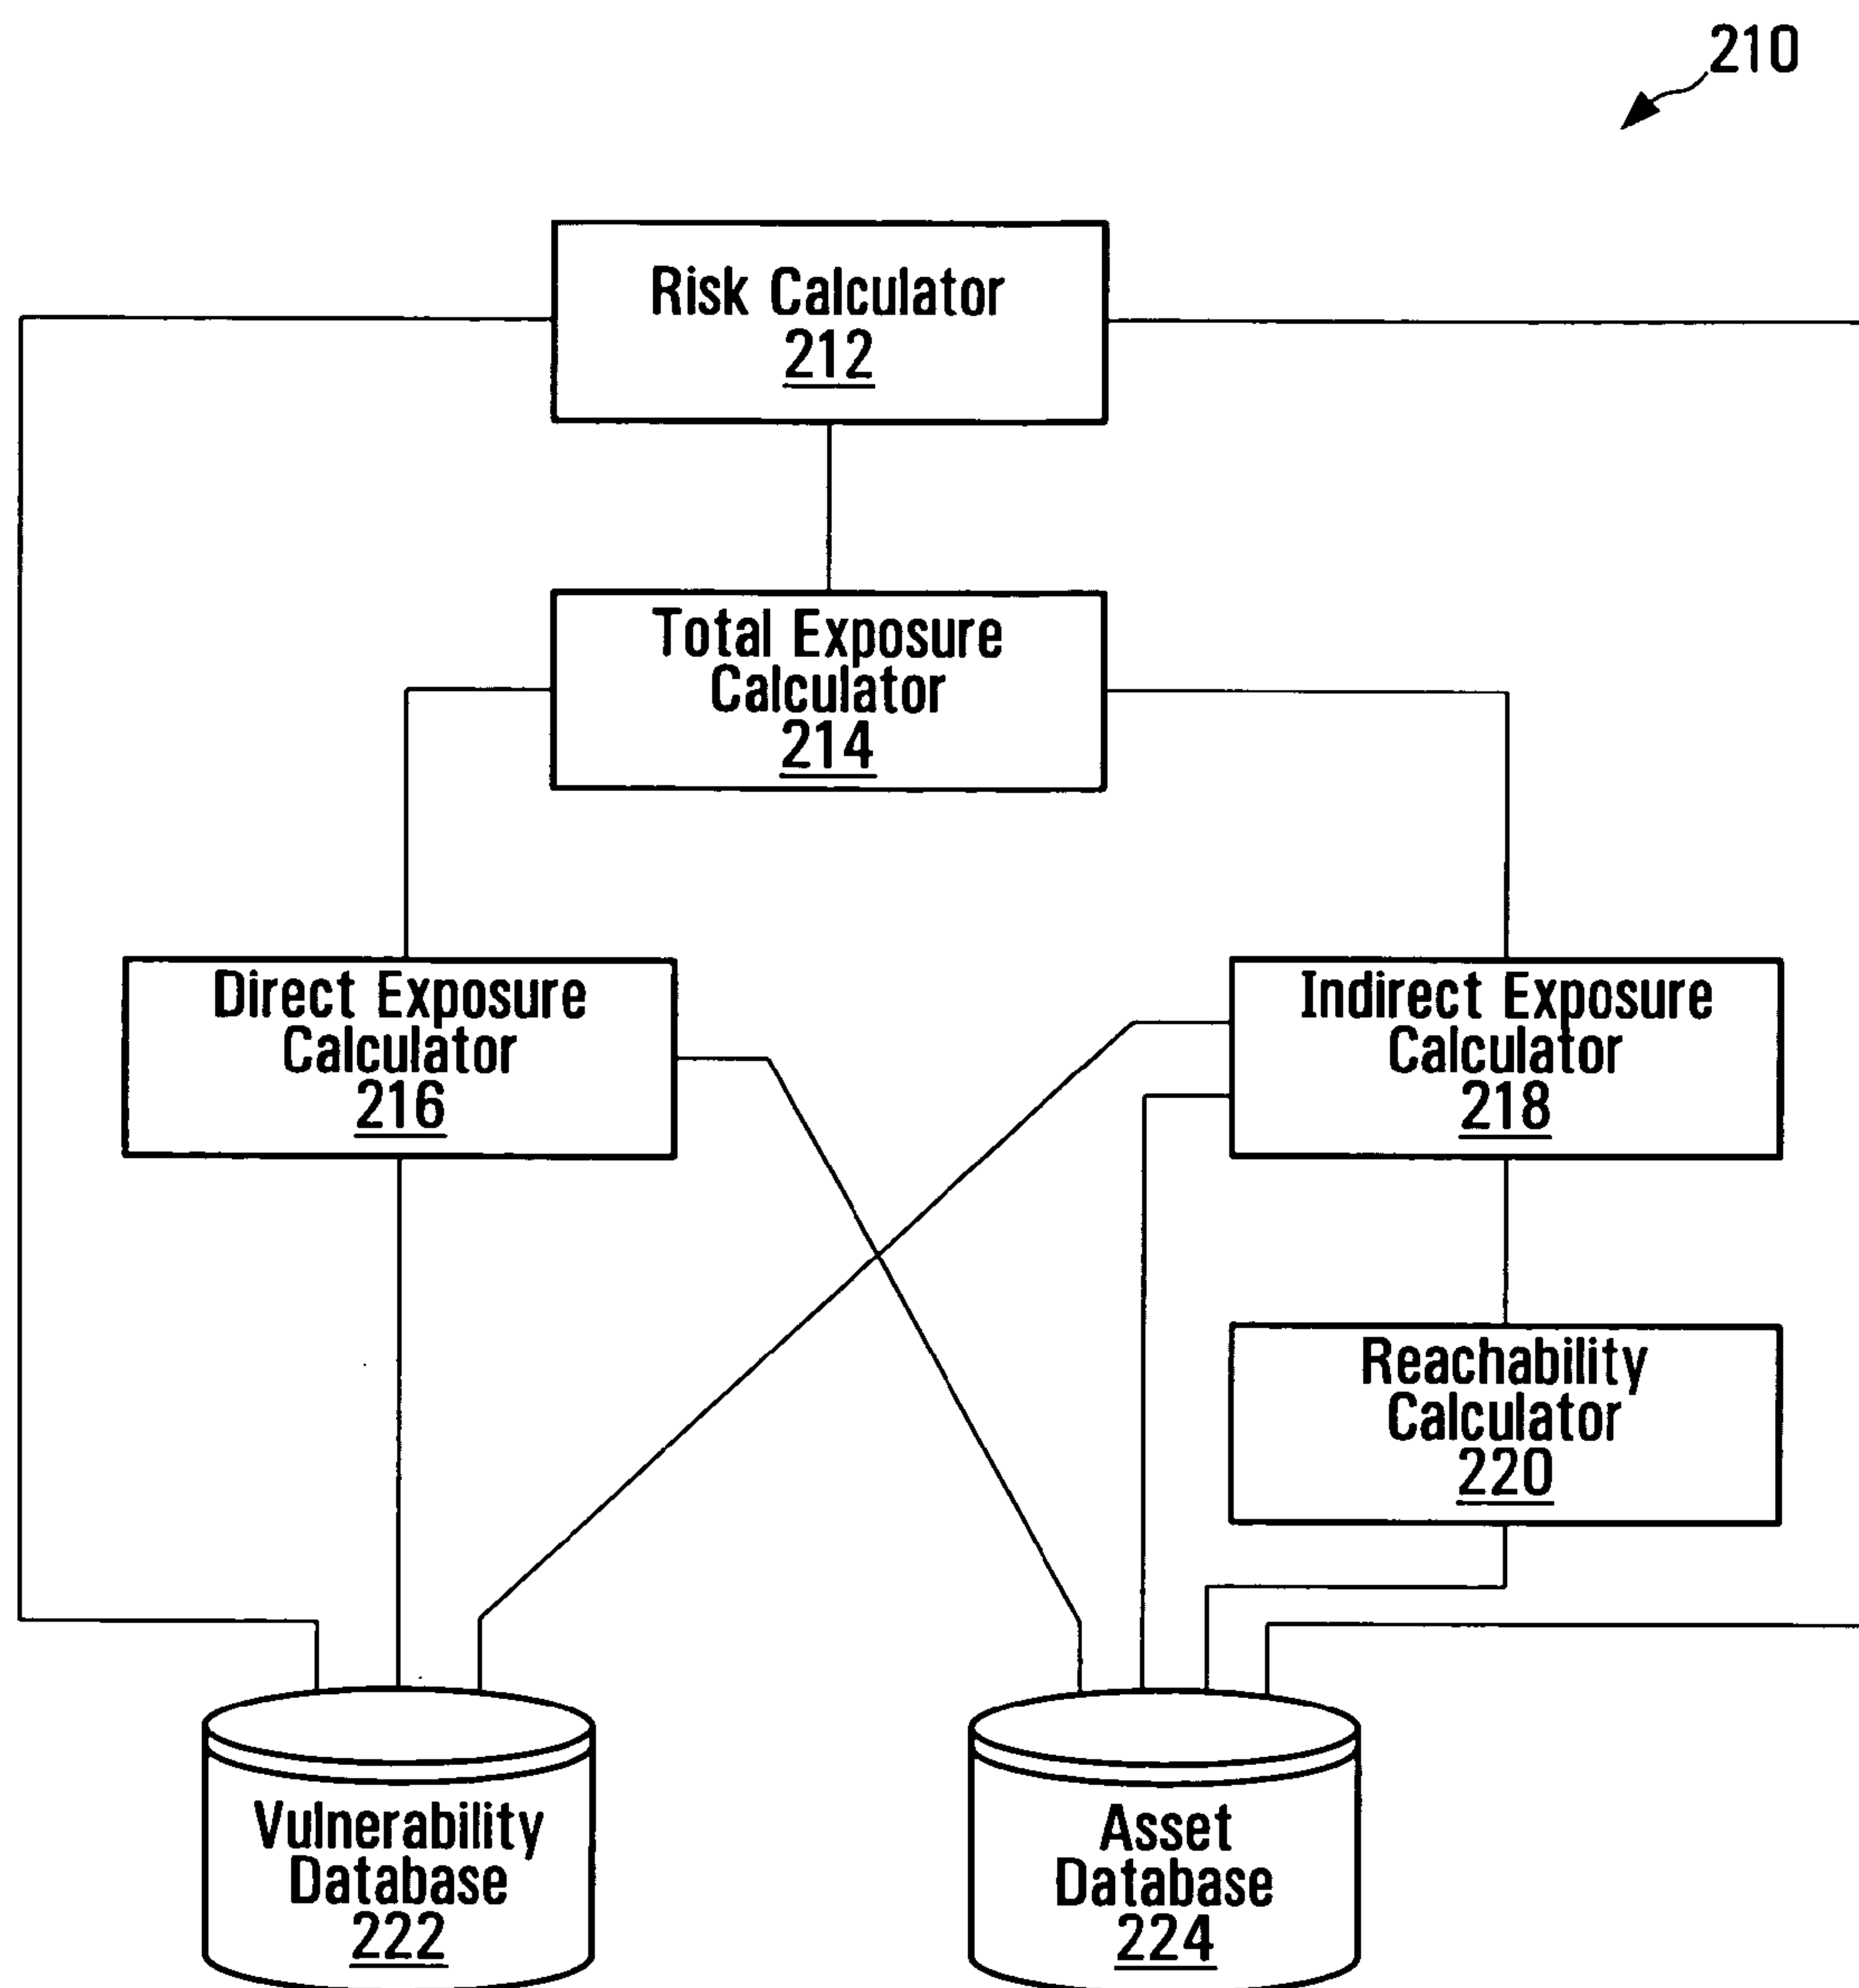 210
Risk Calculator
212
Total Exposure
Calculator
214
Direct Exposure
Calculator
216
Indirect Exposure
Calculator
218
Reachability
Calculator
220
Vulnerability
Database
222
Asset
Database
224